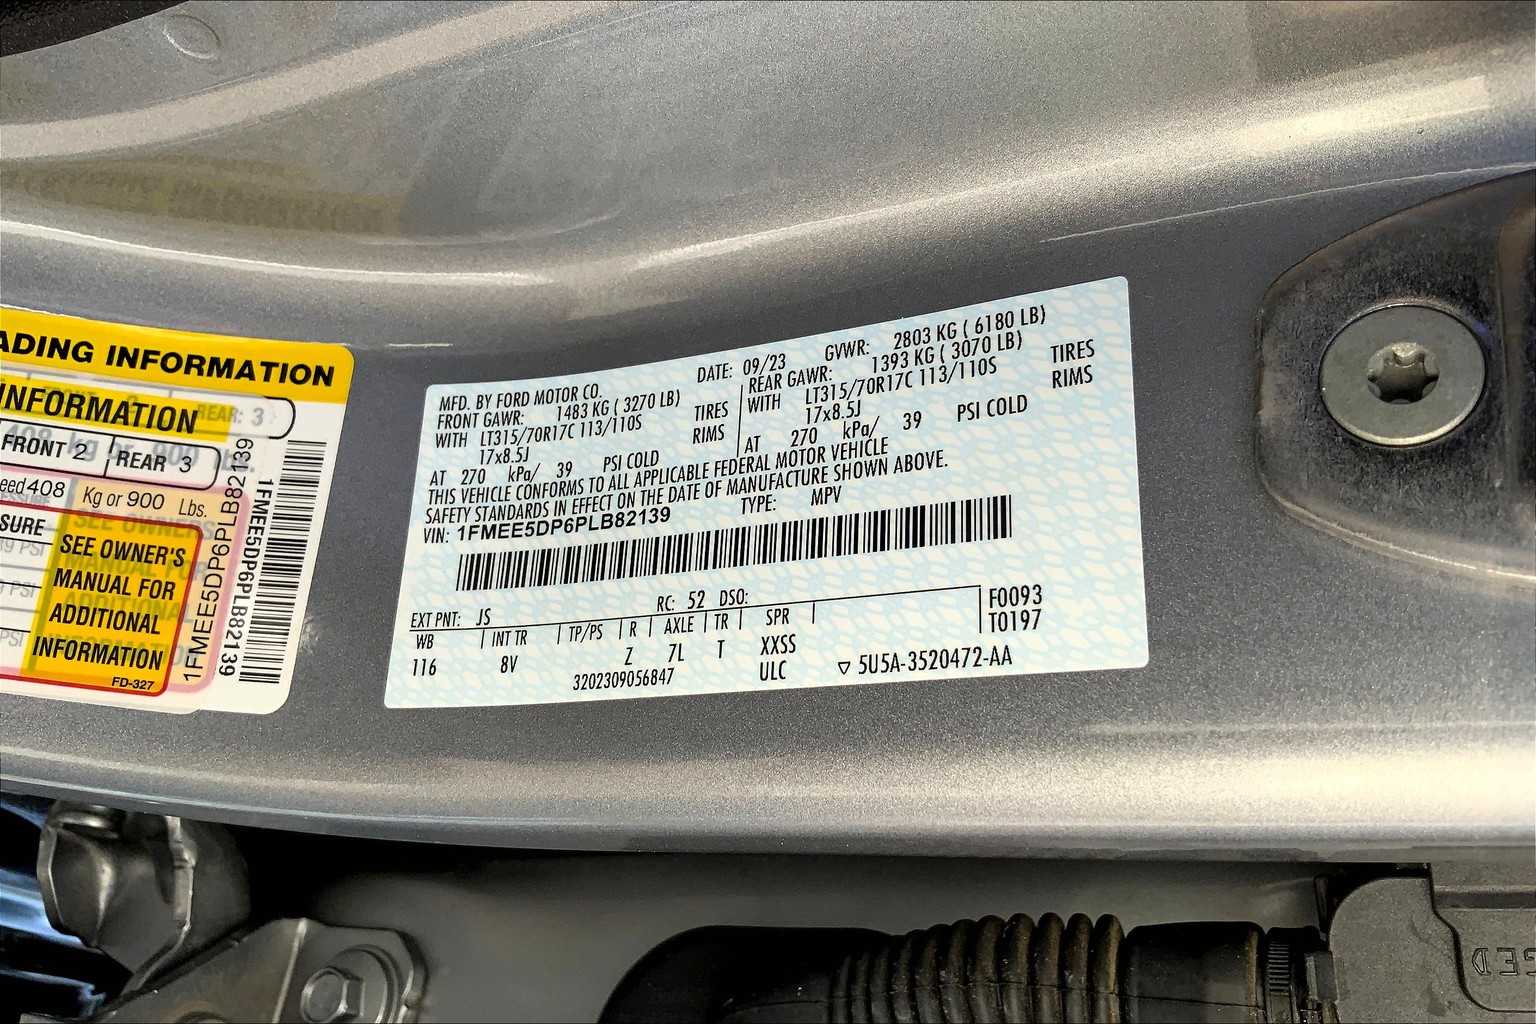 ADING INFORMATION
INFORMATION
REAR: 3
FRONT 2 REAR 3
eed 408 Kg or 900 Lbs.
SURE
SEE OWNER'S
MANUAL FOR
ADDITIONAL
INFORMATION
FD-327
1FMEE5DP6PLB82139
1FMEE5DP6PLB82139
MFD. BY FORD MOTOR CO. DATE: 09/23 GVWR: 2803 KG ( 6180 LB)
FRONT GAWR: 1483 KG ( 3270 LB) REAR GAWR: 1393 KG ( 3070 LB)
WITH LT315/70R17C 113/110S TIRES WITH LT315/70R17C 113/110S TIRES
17x8.5J RIMS 17x8.5J RIMS
AT 270 kPa/ 39 PSI COLD AT 270 kPa/ 39 PSI COLD
THIS VEHICLE CONFORMS TO ALL APPLICABLE FEDERAL MOTOR VEHICLE
SAFETY STANDARDS IN EFFECT ON THE DATE OF MANUFACTURE SHOWN ABOVE.
VIN: 1FMEE5DP6PLB82139 TYPE: MPV
EXT PNT: JS RC: 52 DSO:
WB INT TR TP/PS R AXLE TR SPR F0093
116 8V Z 7L T XXSS T0197
3202309056847 ULC ▽ 5U5A-3520472-AA